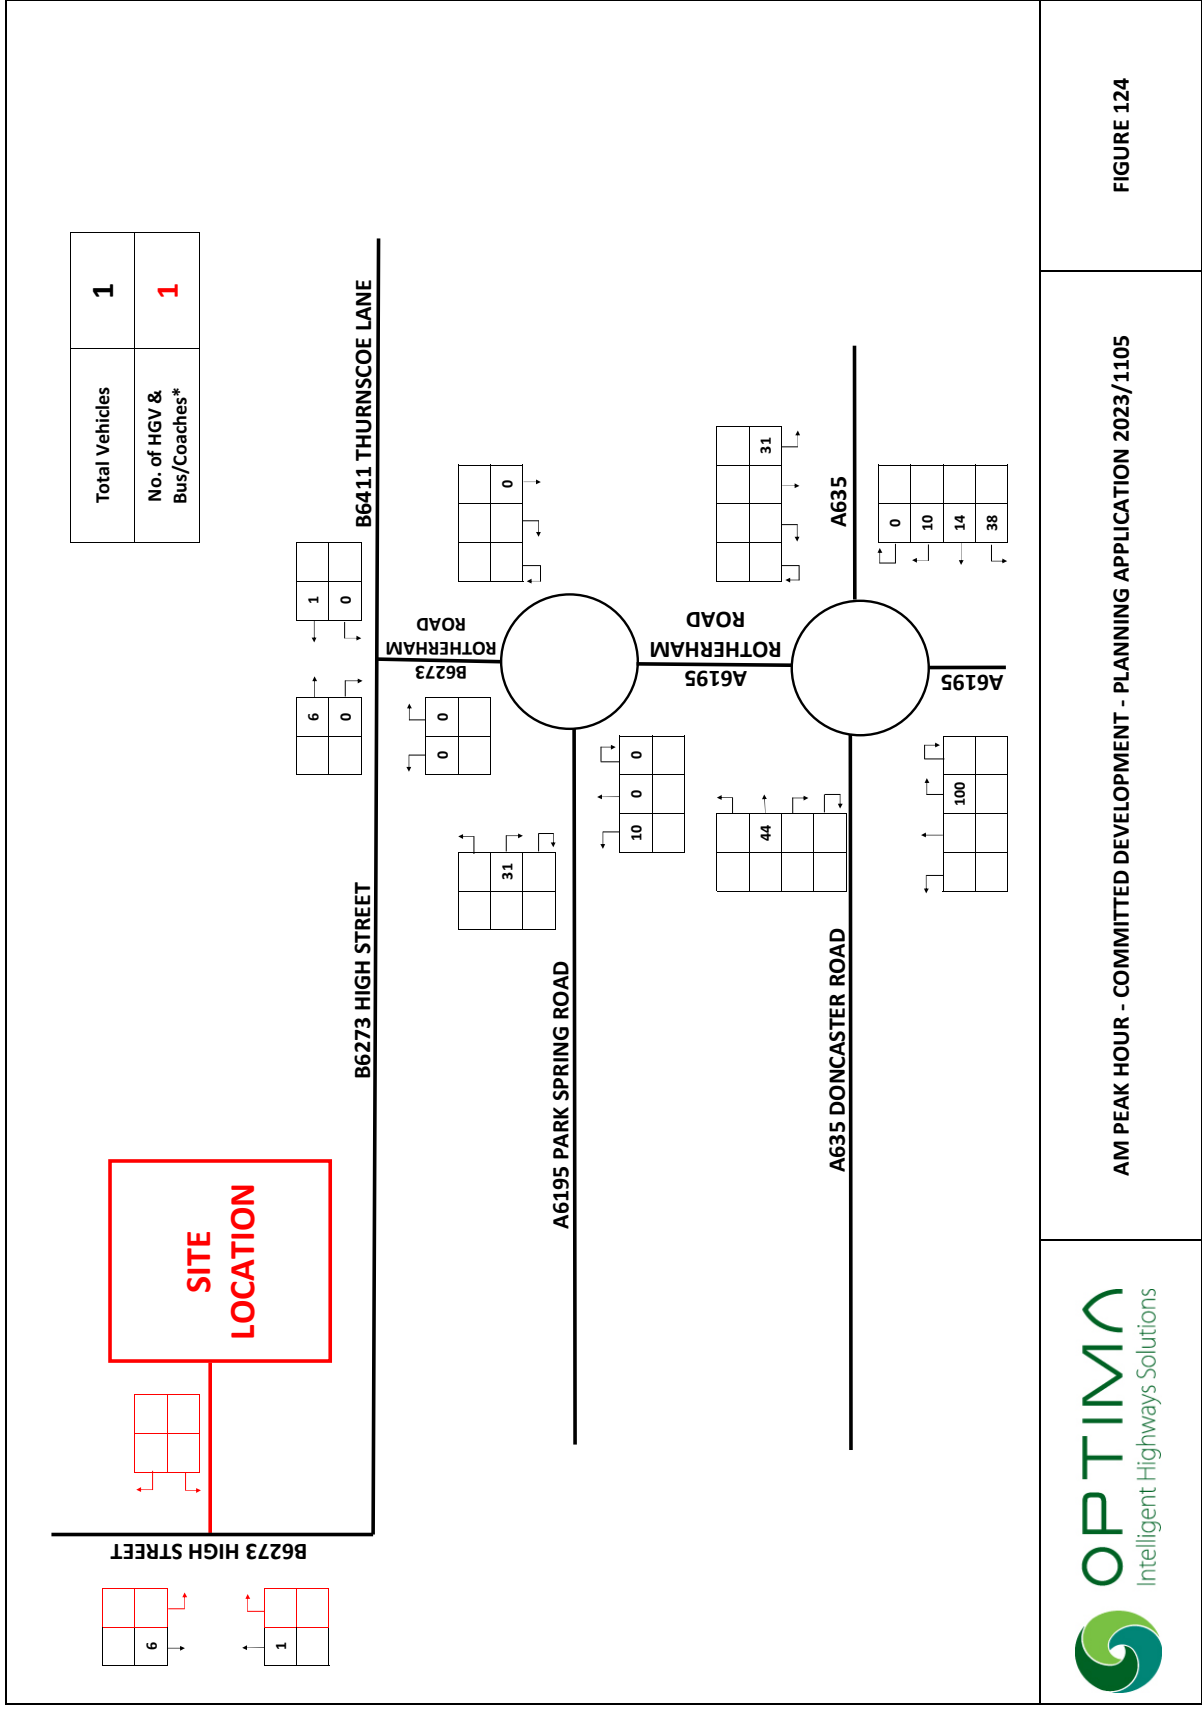 Total Vehicles
1
No. of HGV &
Bus/Coaches*
1
SITE
LOCATION
6
1
B6273 HIGH STREET
B6273 HIGH STREET
B6411 THURNSCOE LANE
6
0
1
0
0
0
B6273
ROTHERHAM
ROAD
0
31
A6195 PARK SPRING ROAD
10
0
0
A6195
ROTHERHAM
ROAD
31
44
A635 DONCASTER ROAD
A635
0
10
14
38
100
A6195
OPTIMA
Intelligent Highways Solutions
AM PEAK HOUR - COMMITTED DEVELOPMENT - PLANNING APPLICATION 2023/1105
FIGURE 124